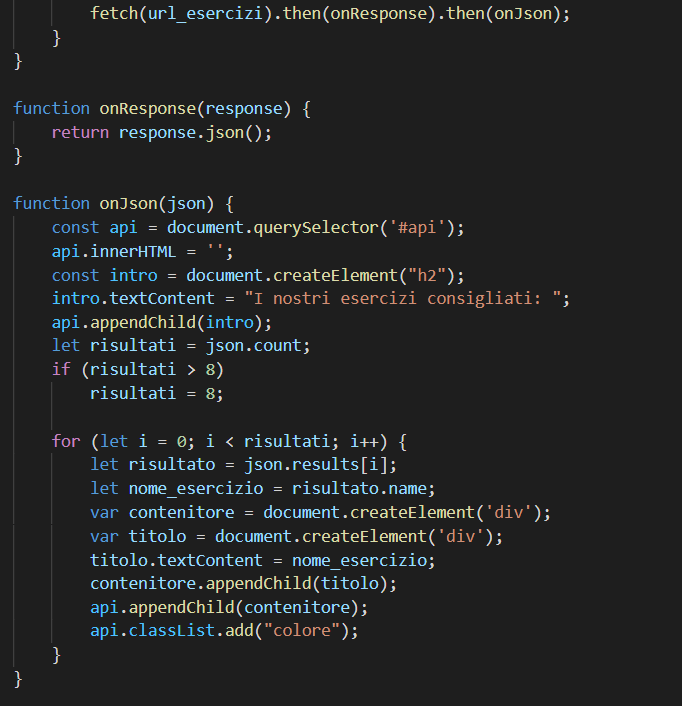 fetch(url_esercizi).then(onResponse).then(onJson);
}
}
function onResponse(response) {
return response.json();
}
function onJson(json) {
const api = document.querySelector('#api');
api.innerHTML = '';
const intro = document.createElement("h2");
intro.textContent = "I nostri esercizi consigliati: ";
api.appendChild(intro);
let risultati = json.count;
if (risultati > 8)
risultati = 8;
for (let i = 0; i < risultati; i++) {
let risultato = json.results[i];
let nome_esercizio = risultato.name;
var contenitore = document.createElement('div');
var titolo = document.createElement('div');
titolo.textContent = nome_esercizio;
contenitore.appendChild(titolo);
api.appendChild(contenitore);
api.classList.add("colore");
}
}